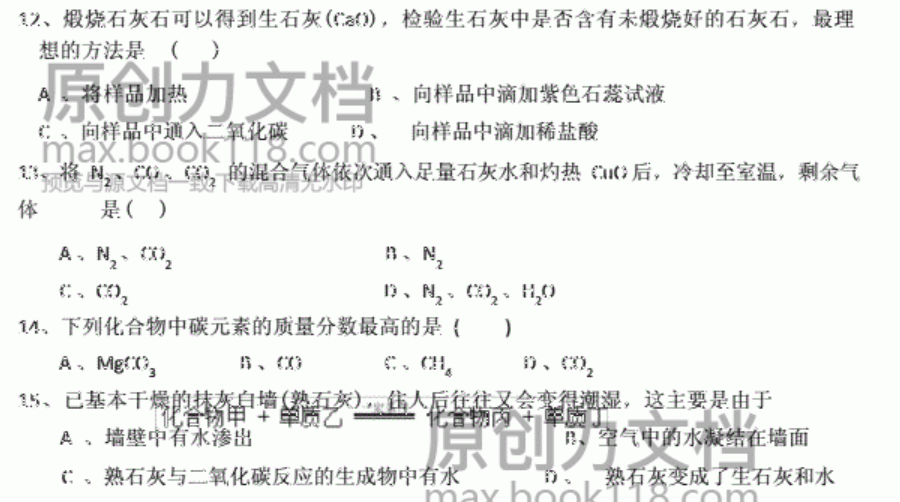 12、煅烧石灰石可以得到生石灰(CaO)，检验生石灰中是否含有未煅烧好的石灰石，最理
想的方法是 （ ）
原创力文档
A 、将样品加热 B 、向样品中滴加紫色石蕊试液
C 、向样品中通入二氧化碳 D、 向样品中滴加稀盐酸
max.book118.com
13、将 N₂、CO、CO₂ 的混合气体依次通入足量石灰水和灼热 CuO后，冷却至室温，剩余气
预览与源文档一致下载高清无水印
体 是( )
A、N₂、CO₂ B、N₂
C、CO₂ D、N₂、CO₂、H₂O
14、下列化合物中碳元素的质量分数最高的是 ( )
A、MgCO₃ B、CO C、CH₄ D、CO₂
15、已基本干燥的抹灰白墙(熟石灰)，住人后往往又会变得潮湿，这主要是由于
化合物甲 + 单质乙 化合物丙 + 单质丁
A 、墙壁中有水渗出 B、空气中的水凝结在墙面
原创力文档
C 、熟石灰与二氧化碳反应的生成物中有水 D、 熟石灰变成了生石灰和水
max.book118.com